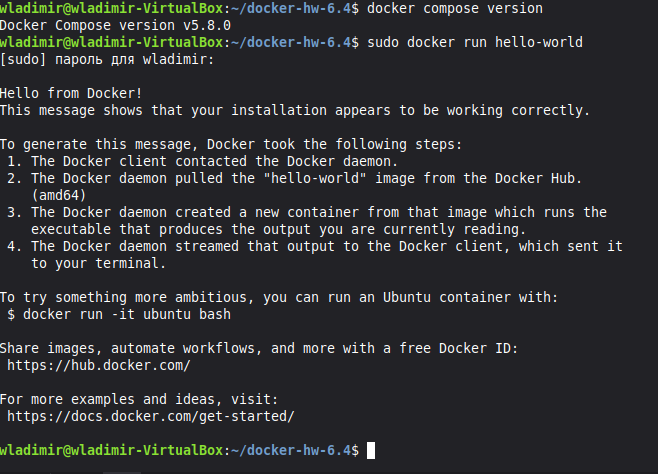 wladimir@wladimir-VirtualBox:~/docker-hw-6.4$ docker compose version
Docker Compose version v5.8.0
wladimir@wladimir-VirtualBox:~/docker-hw-6.4$ sudo docker run hello-world
[sudo] пароль для wladimir:
Hello from Docker!
This message shows that your installation appears to be working correctly.
To generate this message, Docker took the following steps:
1. The Docker client contacted the Docker daemon.
2. The Docker daemon pulled the "hello-world" image from the Docker Hub.
(amd64)
3. The Docker daemon created a new container from that image which runs the
executable that produces the output you are currently reading.
4. The Docker daemon streamed that output to the Docker client, which sent it
to your terminal.
To try something more ambitious, you can run an Ubuntu container with:
$ docker run -it ubuntu bash
Share images, automate workflows, and more with a free Docker ID:
https://hub.docker.com/
For more examples and ideas, visit:
https://docs.docker.com/get-started/
wladimir@wladimir-VirtualBox:~/docker-hw-6.4$